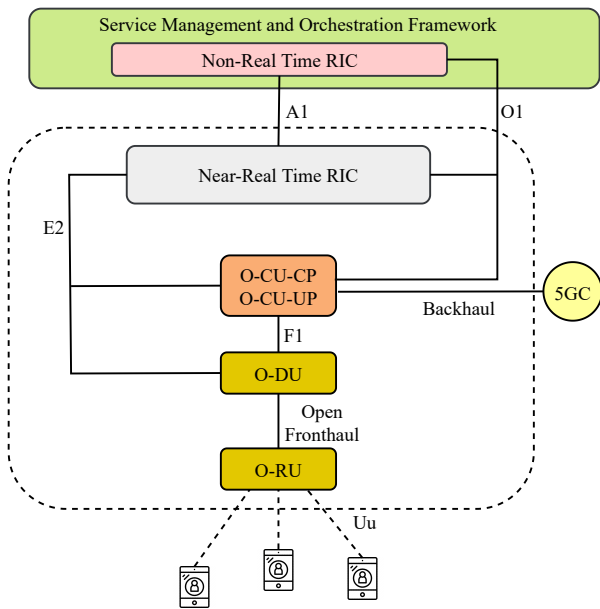 Service Management and Orchestration Framework
Non-Real Time RIC
A1
O1
Near-Real Time RIC
E2
O-CU-CP
O-CU-UP
Backhaul
5GC
F1
O-DU
Open
Fronthaul
O-RU
Uu